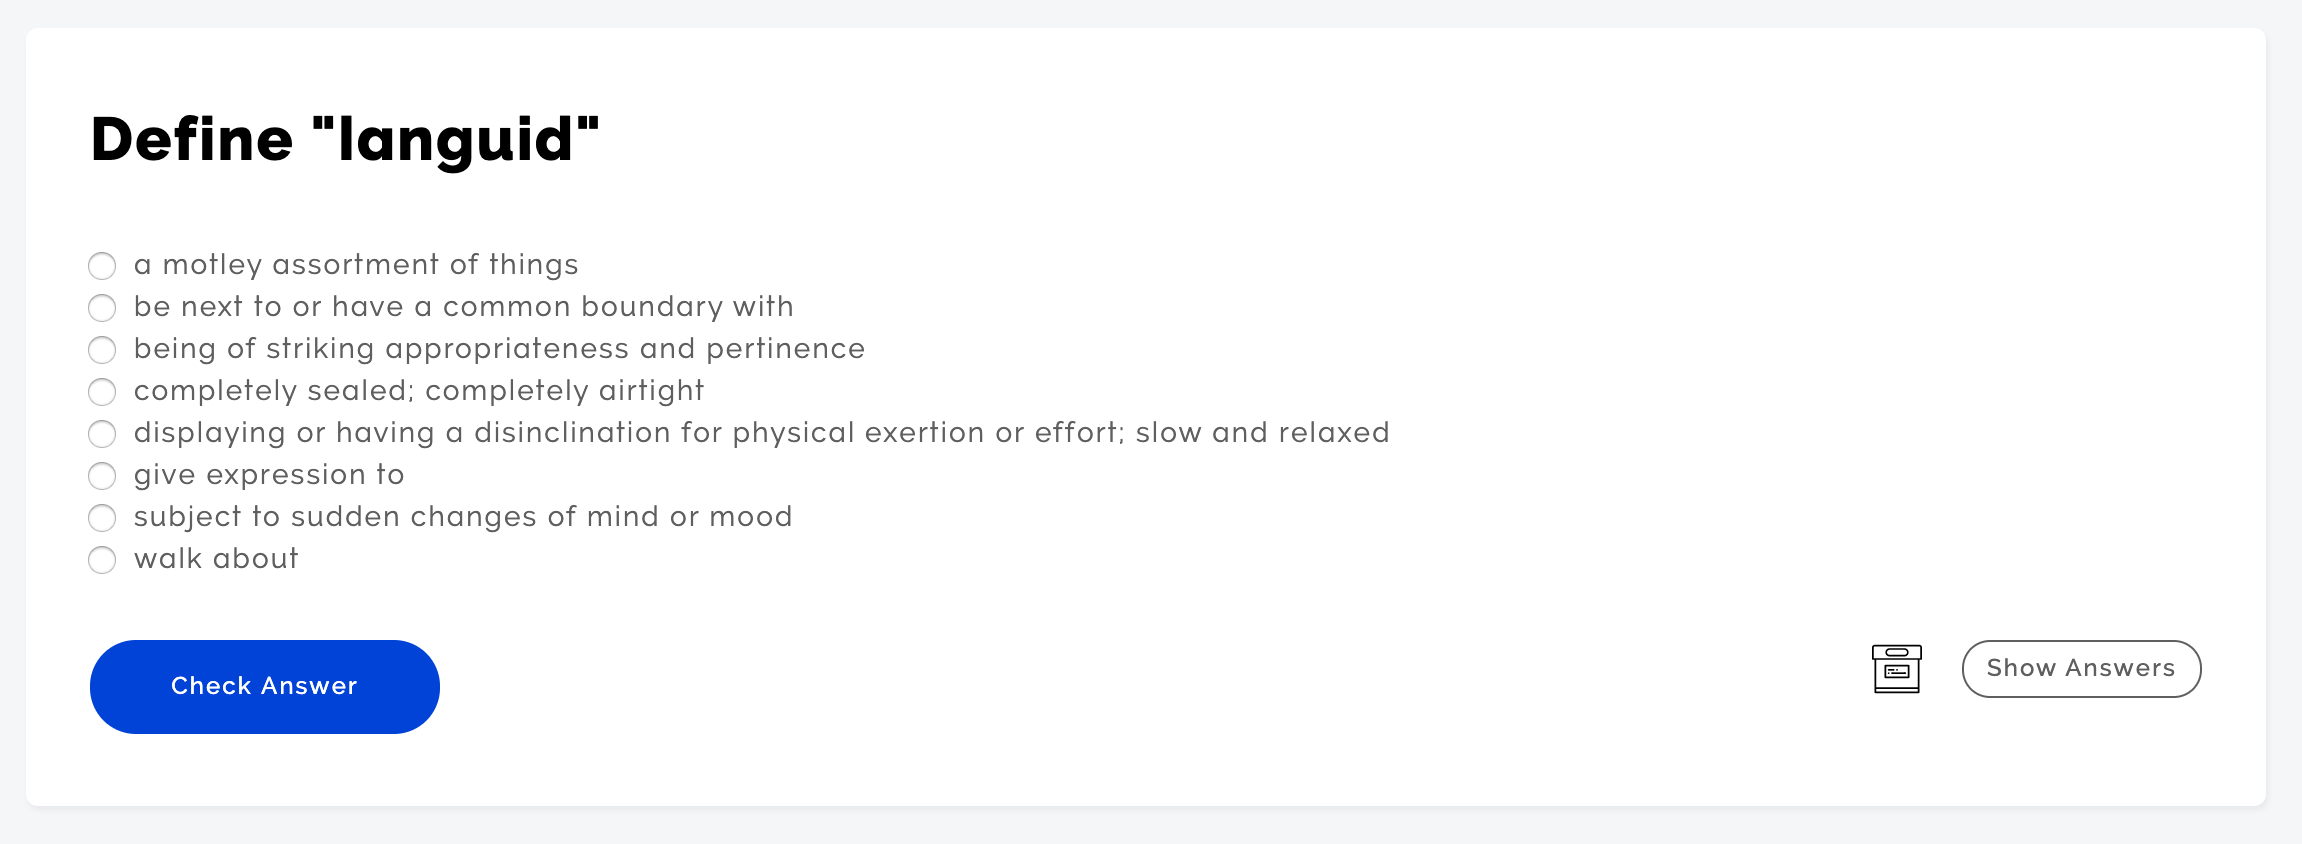 Define "languid"
a motley assortment of things
be next to or have a common boundary with
being of striking appropriateness and pertinence
completely sealed; completely airtight
displaying or having a disinclination for physical exertion or effort; slow and relaxed
give expression to
subject to sudden changes of mind or mood
walk about
Check Answer
Show Answers